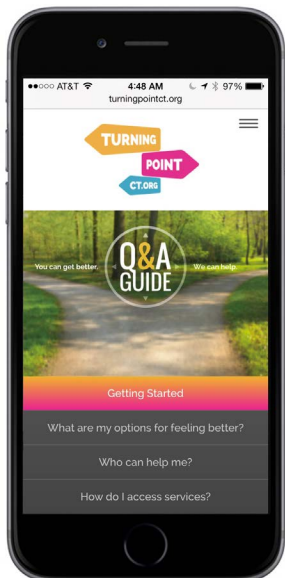 AT&T 4:48 AM 97%
turningpointct.org
TURNING
POINT
CT.ORG
You can get better. Q&A We can help.
GUIDE
Getting Started
What are my options for feeling better?
Who can help me?
How do I access services?